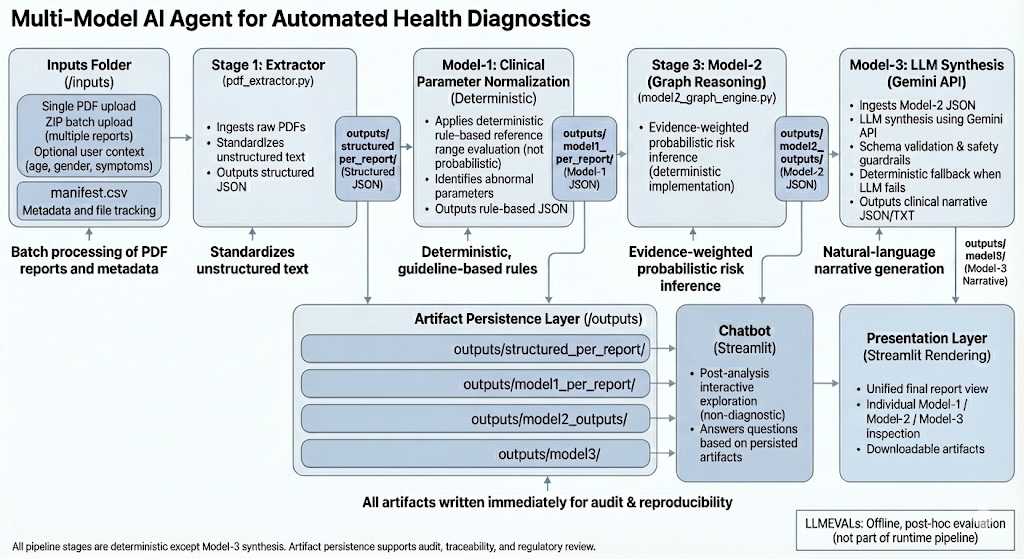 Multi-Model AI Agent for Automated Health Diagnostics
Inputs Folder
(/inputs)
Single PDF upload
ZIP batch upload
(multiple reports)
Optional user context
(age, gender, symptoms)
manifest.csv
Metadata and file tracking
Batch processing of PDF
reports and metadata
Stage 1: Extractor
(pdf_extractor.py)
• Ingests raw PDFs
• Standardizes
unstructured text
• Outputs structured
JSON
outputs/
structured
per_report/
(Structured
JSON)
Standardizes
unstructured text
Model-1: Clinical
Parameter Normalization
(Deterministic)
• Applies deterministic
rule-based reference
range evaluation (not
probabilistic)
• Identifies abnormal
parameters
• Outputs rule-based JSON
outputs/
model1_
per_report/
(Model-1
JSON)
Deterministic,
guideline-based rules
Stage 3: Model-2
(Graph Reasoning)
(model2_graph_engine.py)
• Evidence-weighted
probabilistic risk
inference
(deterministic
implementation)
outputs/
model2_
outputs/
(Model-2
JSON)
Evidence-weighted
probabilistic risk
inference
Model-3: LLM Synthesis
(Gemini API)
• Ingests Model-2 JSON
• LLM synthesis using Gemini
API
• Schema validation & safety
guardrails
• Deterministic fallback when
LLM fails
• Outputs clinical narrative
JSON/TXT
Natural-language
narrative generation
outputs/
model3/
(Model-3
Narrative)
Artifact Persistence Layer (/outputs)
outputs/structured_per_report/
outputs/model1_per_report/
outputs/model2_outputs/
outputs/model3/
All artifacts written immediately for audit & reproducibility
Chatbot
(Streamlit)
• Post-analysis
interactive
exploration
(non-diagnostic)
• Answers questions
based on persisted
artifacts
Presentation Layer
(Streamlit Rendering)
• Unified final report view
• Individual Model-1 /
Model-2 / Model-3
inspection
• Downloadable artifacts
LLMEVALs: Offline, post-hoc evaluation
(not part of runtime pipeline)
All pipeline stages are deterministic except Model-3 synthesis. Artifact persistence supports audit, traceability, and regulatory review.